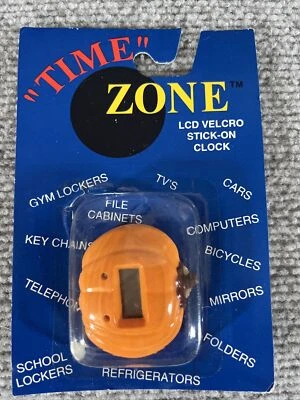 "TIME"
ZONE™
LCD VELCRO
STICK-ON
CLOCK
GYM LOCKERS
TV'S
CARS
FILE
CABINETS
COMPUTERS
KEY CHAINS
BICYCLES
MIRRORS
FOLDERS
SCHOOL
LOCKERS
REFRIGERATORS